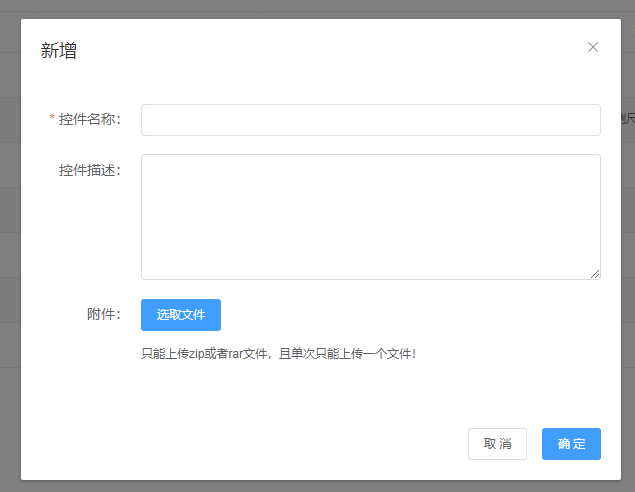 新增
* 控件名称：
控件描述：
附件：
选取文件
只能上传zip或者rar文件，且单次只能上传一个文件！
取 消
确 定